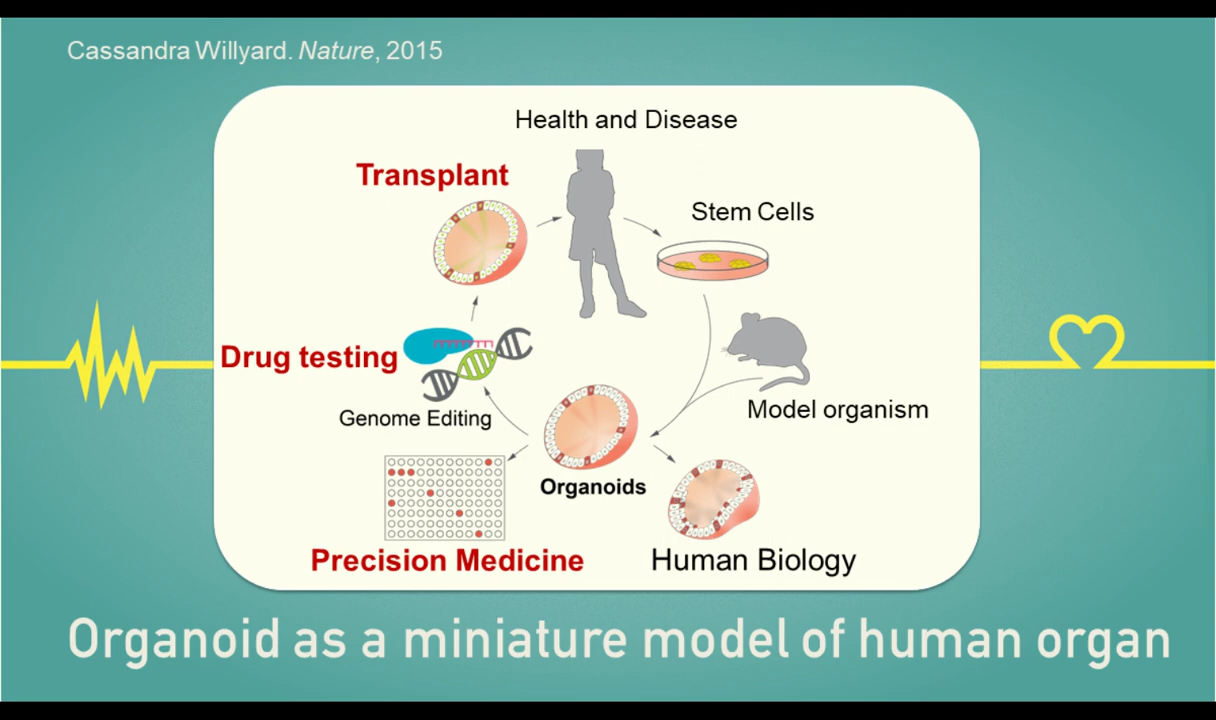 Cassandra Willyard. Nature, 2015
Health and Disease
Transplant
Stem Cells
Drug testing
Genome Editing
Model organism
Organoids
Precision Medicine
Human Biology
Organoid as a miniature model of human organ